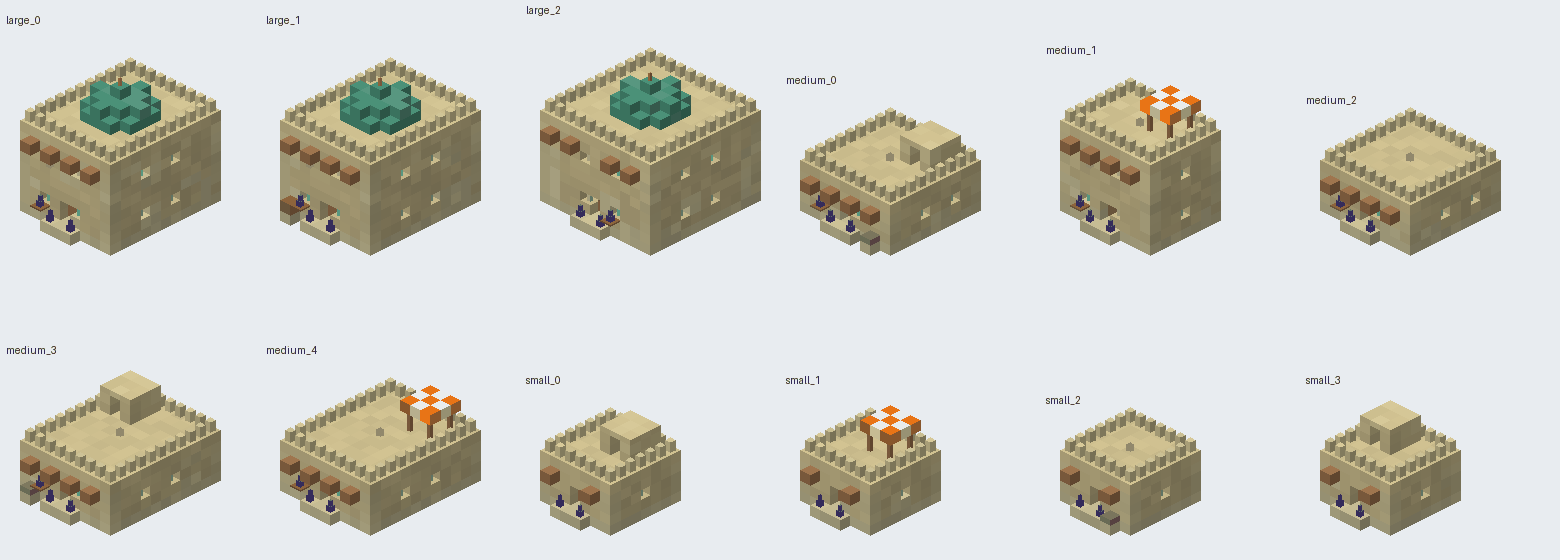 large_0
large_1
large_2
medium_0
medium_1
medium_2
medium_3
medium_4
small_0
small_1
small_2
small_3